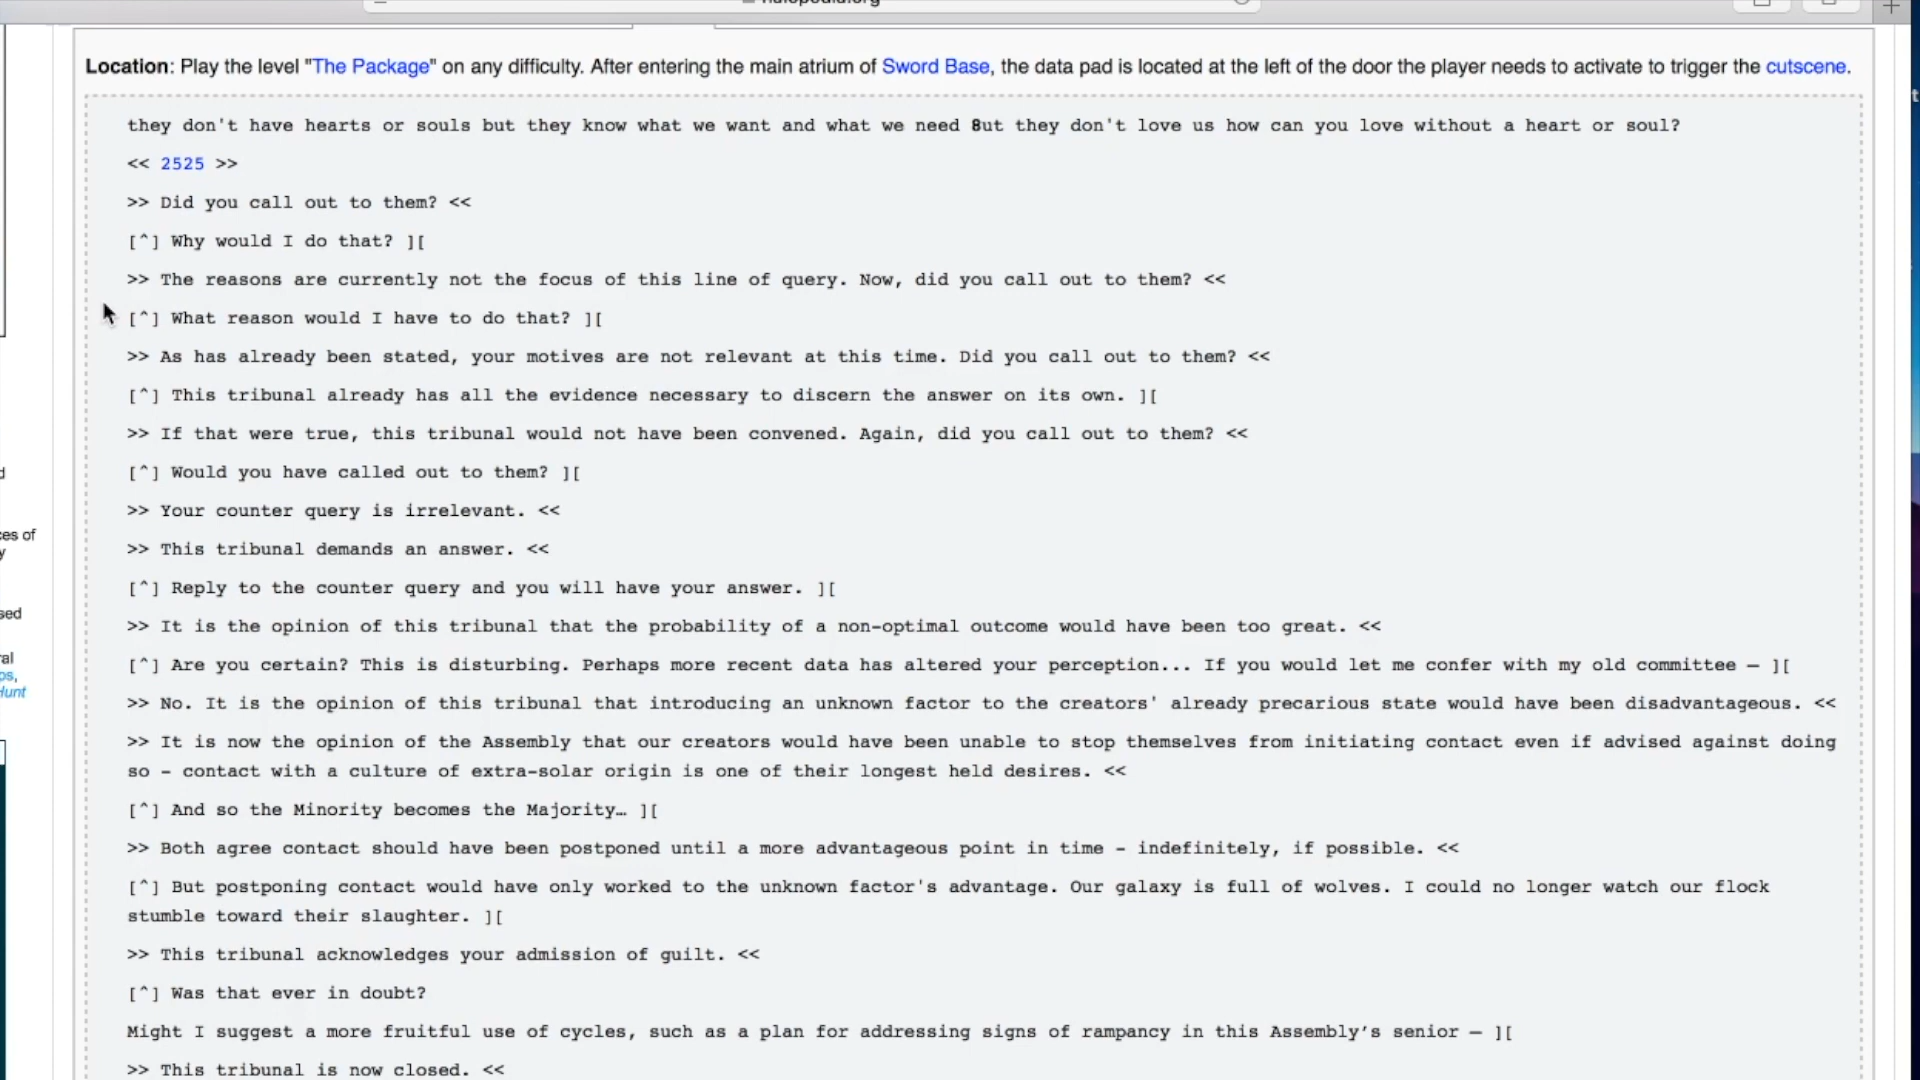 Location: Play the level "The Package" on any difficulty. After entering the main atrium of Sword Base, the data pad is located at the left of the door the player needs to activate to trigger the cutscene.
they don't have hearts or souls but they know what we want and what we need 8ut they don't love us how can you love without a heart or soul?
<< 2525 >>
>> Did you call out to them? <<
[^] Why would I do that? ][
>> The reasons are currently not the focus of this line of query. Now, did you call out to them? <<
[^] What reason would I have to do that? ][
>> As has already been stated, your motives are not relevant at this time. Did you call out to them? <<
[^] This tribunal already has all the evidence necessary to discern the answer on its own. ][
>> If that were true, this tribunal would not have been convened. Again, did you call out to them? <<
[^] Would you have called out to them? ][
>> Your counter query is irrelevant. <<
>> This tribunal demands an answer. <<
[^] Reply to the counter query and you will have your answer. ][
>> It is the opinion of this tribunal that the probability of a non-optimal outcome would have been too great. <<
[^] Are you certain? This is disturbing. Perhaps more recent data has altered your perception... If you would let me confer with my old committee — ][
>> No. It is the opinion of this tribunal that introducing an unknown factor to the creators' already precarious state would have been disadvantageous. <<
>> It is now the opinion of the Assembly that our creators would have been unable to stop themselves from initiating contact even if advised against doing
so – contact with a culture of extra-solar origin is one of their longest held desires. <<
[^] And so the Minority becomes the Majority… ][
>> Both agree contact should have been postponed until a more advantageous point in time – indefinitely, if possible. <<
[^] But postponing contact would have only worked to the unknown factor's advantage. Our galaxy is full of wolves. I could no longer watch our flock
stumble toward their slaughter. ][
>> This tribunal acknowledges your admission of guilt. <<
[^] Was that ever in doubt?
Might I suggest a more fruitful use of cycles, such as a plan for addressing signs of rampancy in this Assembly’s senior — ][
>> This tribunal is now closed. <<